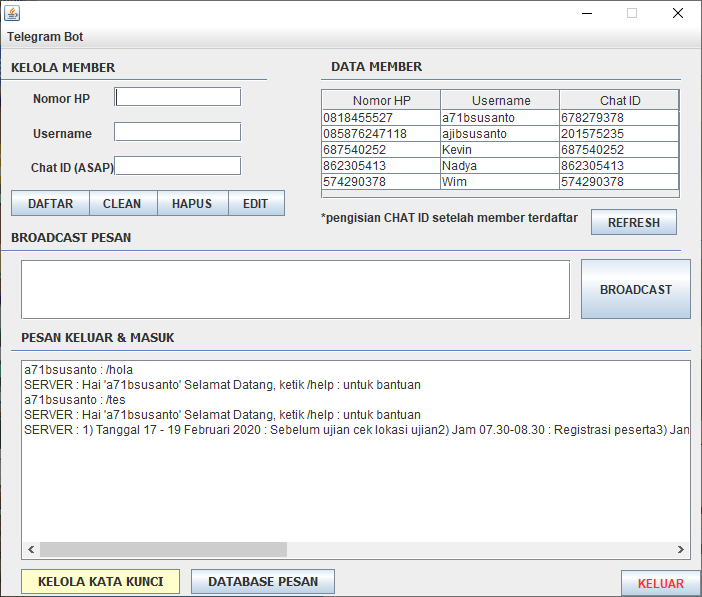 Telegram Bot
KELOLA MEMBER
Nomor HP
Username
Chat ID (ASAP)
DAFTAR CLEAN HAPUS EDIT
DATA MEMBER
Nomor HP Username Chat ID
0818455527 a71bsusanto 678279378
085876247118 ajibsusanto 201575235
687540252 Kevin 687540252
862305413 Nadya 862305413
574290378 Wim 574290378
*pengisian CHAT ID setelah member terdaftar
REFRESH
BROADCAST PESAN
BROADCAST
PESAN KELUAR & MASUK
a71bsusanto : /hola
SERVER : Hai 'a71bsusanto' Selamat Datang, ketik /help : untuk bantuan
a71bsusanto : /tes
SERVER : Hai 'a71bsusanto' Selamat Datang, ketik /help : untuk bantuan
SERVER : 1) Tanggal 17 - 19 Februari 2020 : Sebelum ujian cek lokasi ujian2) Jam 07.30-08.30 : Registrasi peserta3) Jan
KELOLA KATA KUNCI DATABASE PESAN KELUAR